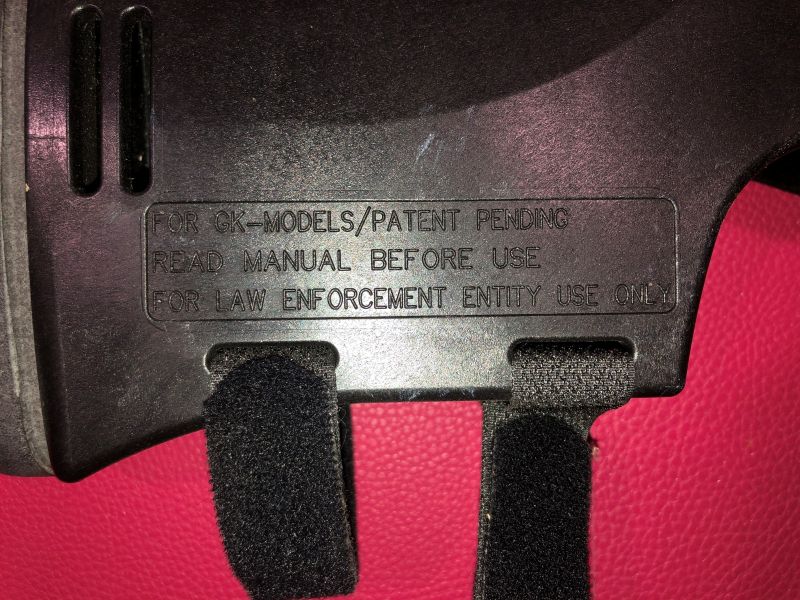 FOR GK-MODELS/PATENT PENDING
READ MANUAL BEFORE USE
FOR LAW ENFORCEMENT ENTITY USE ONLY